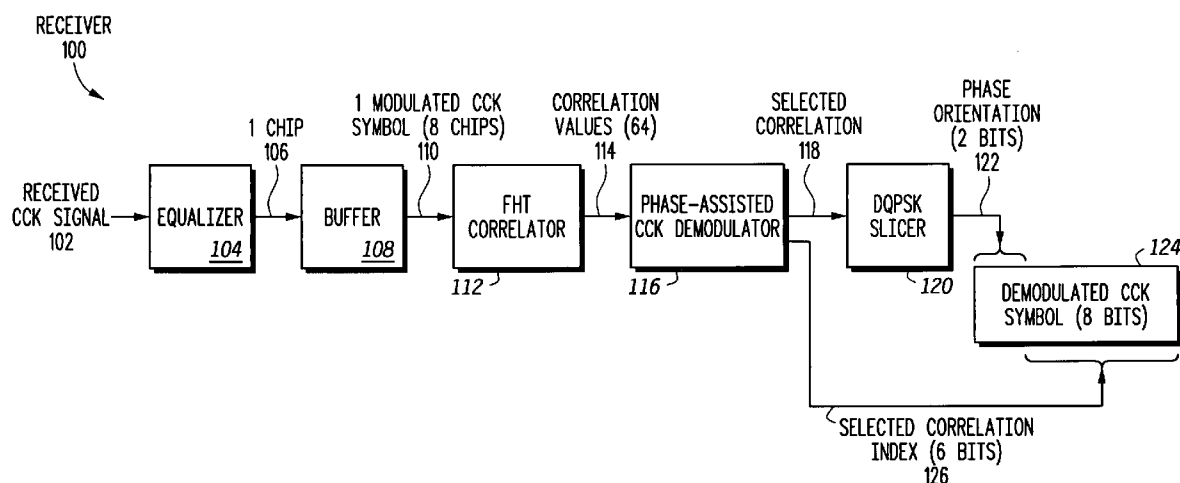 RECEIVER
100
RECEIVED
CCK SIGNAL
102
EQUALIZER
104
1 CHIP
106
BUFFER
108
1 MODULATED CCK
SYMBOL (8 CHIPS)
110
FHT
CORRELATOR
112
CORRELATION
VALUES (64)
114
PHASE-ASSISTED
CCK DEMODULATOR
116
SELECTED
CORRELATION
118
DQPSK
SLICER
120
PHASE
ORIENTATION
(2 BITS)
122
124
DEMODULATED CCK
SYMBOL (8 BITS)
SELECTED CORRELATION
INDEX (6 BITS)
126